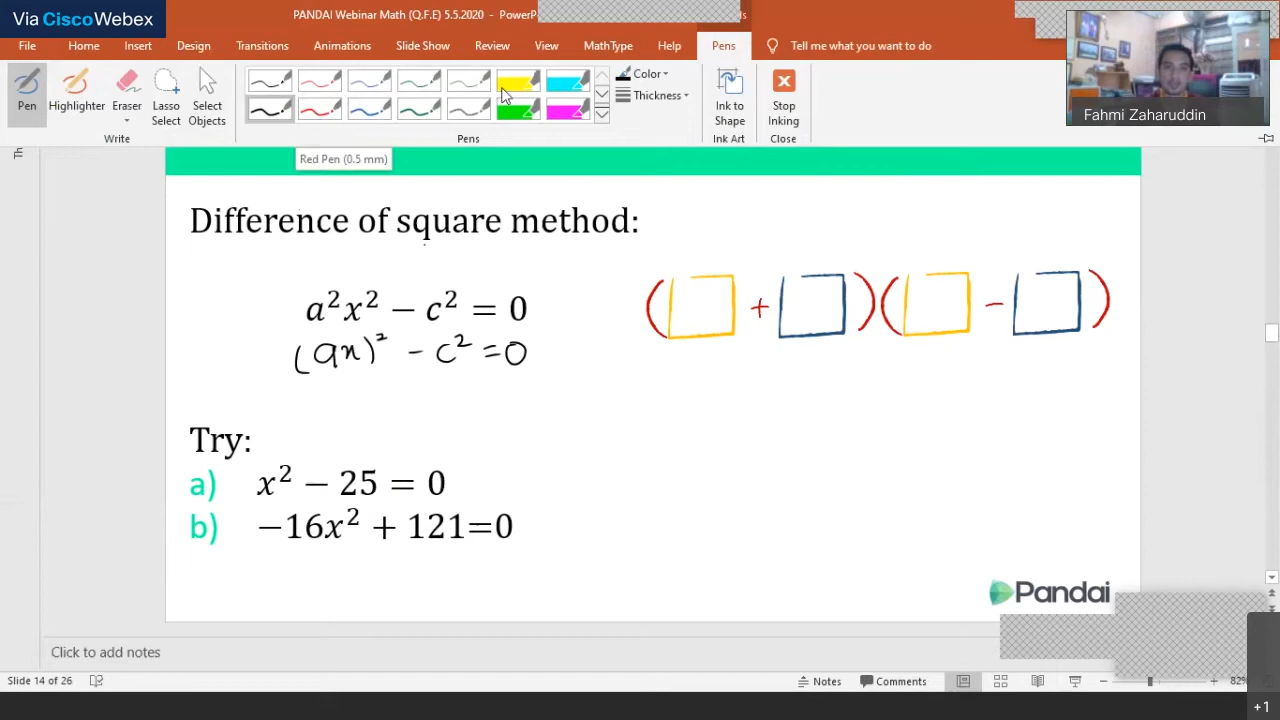 Via Cisco Webex
PANDAI Webinar Math (Q.F.E) 5.5.2020 - PowerP
File Home Insert Design Transitions Animations Slide Show Review View MathType Help Pens Tell me what you want to do
Pen Highlighter Eraser Lasso Select Select Objects Color Thickness Ink to Shape Stop Inking
Write Pens Ink Art Close
Fahmi Zaharuddin
Th
Red Pen (0.5 mm)
Difference of square method:
a²x² − c² = 0
( + )( − )
(ax)² - c² = 0
Try:
a) x² − 25 = 0
b) −16x² + 121=0
Pandai
Click to add notes
Slide 14 of 26 Notes Comments 82%
+1